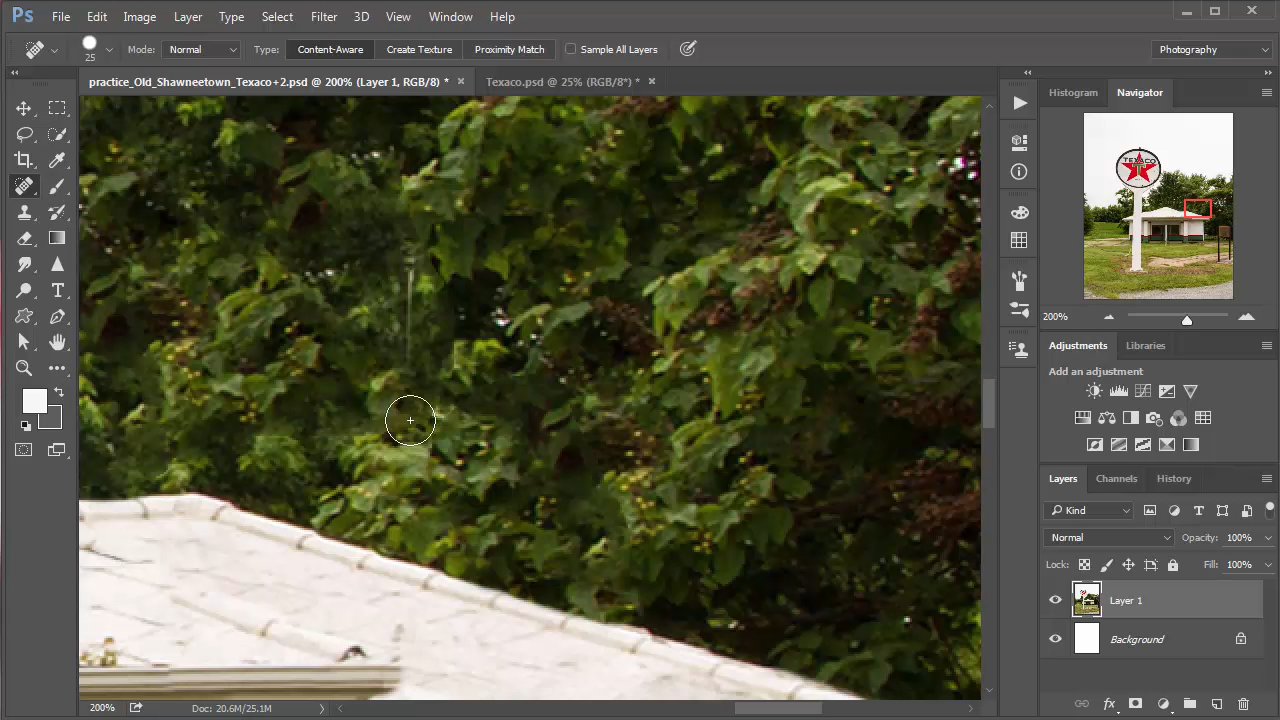 Ps File Edit Image Layer Type Select Filter 3D View Window Help
25 Mode: Normal Type: Content-Aware Create Texture Proximity Match Sample All Layers Photography
practice_Old_Shawneetown_Texaco+2.psd @ 200% (Layer 1, RGB/8) * × Texaco.psd @ 25% (RGB/8*) * ×
Histogram Navigator
TEXACO
200%
Adjustments Libraries
Add an adjustment
Layers Channels History
Kind
Normal Opacity: 100%
Lock: Fill: 100%
Layer 1
Background
fx
200% Doc: 20.6M/25.1M